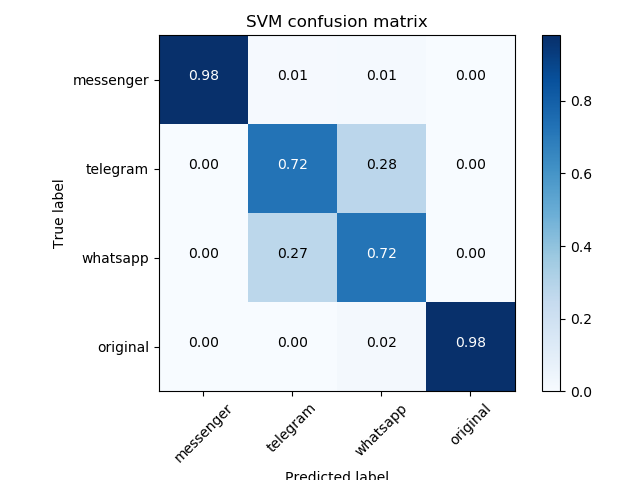 SVM confusion matrix
messenger 0.98 0.01 0.01 0.00
telegram 0.00 0.72 0.28 0.00
whatsapp 0.00 0.27 0.72 0.00
original 0.00 0.00 0.02 0.98
True label
messenger telegram whatsapp original
Predicted label
0.8
0.6
0.4
0.2
0.0